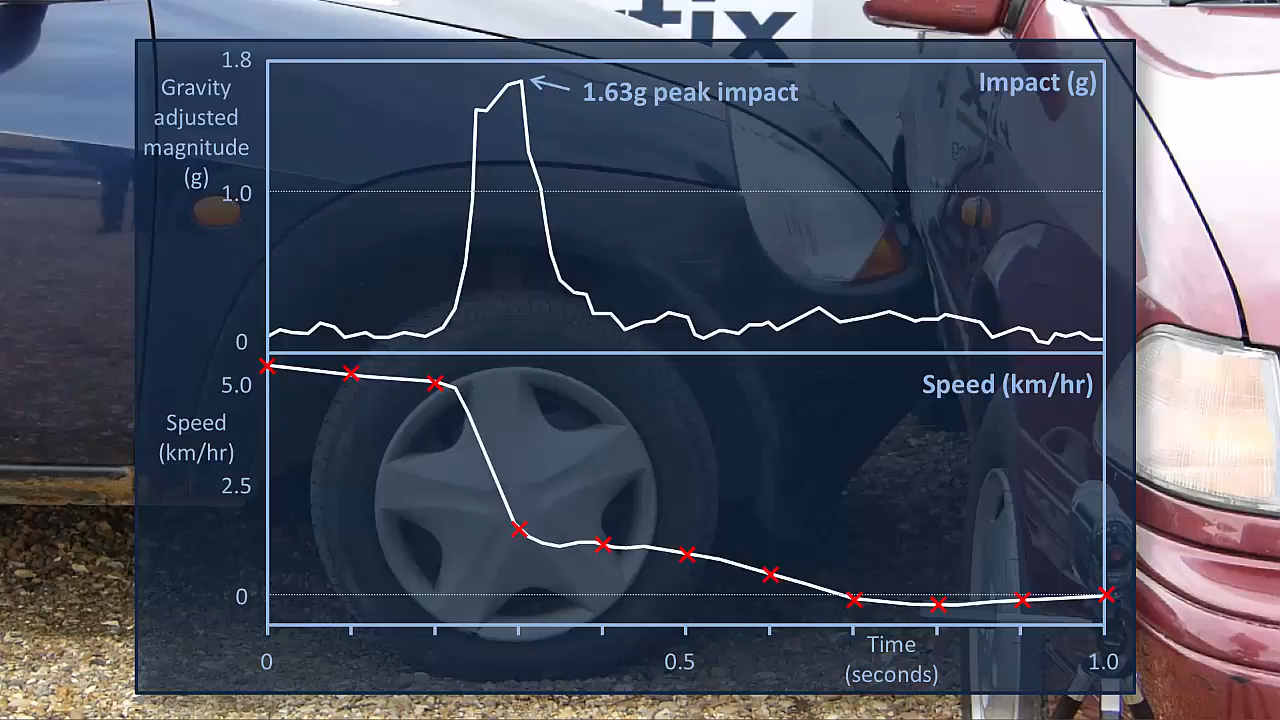 tix
1.8
Gravity
adjusted
magnitude
(g)
1.0
0
1.63g peak impact
Impact (g)
Speed (km/hr)
5.0
Speed
(km/hr)
2.5
0
0
0.5
1.0
Time
(seconds)